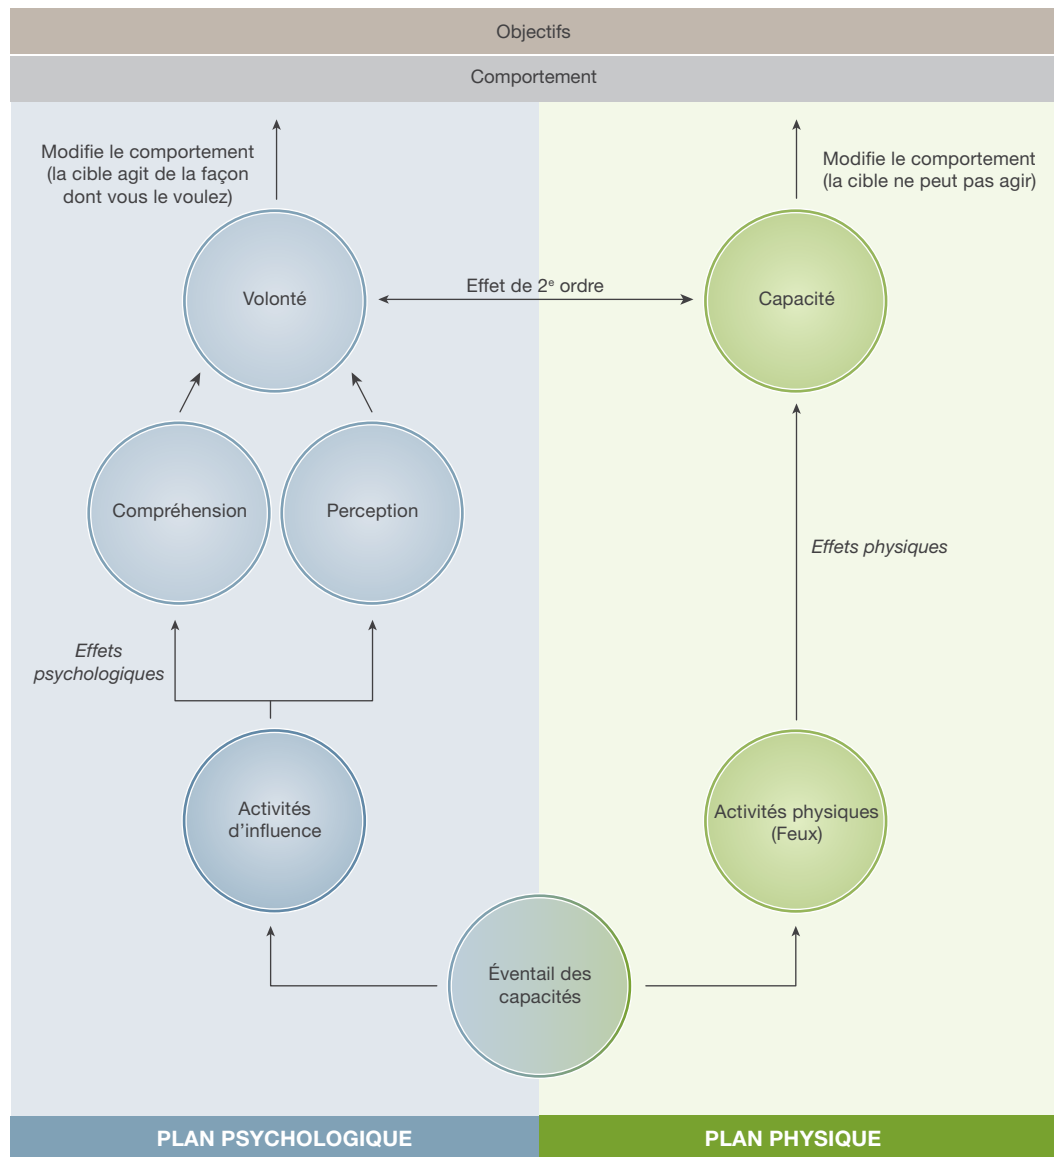 Objectifs
Comportement
Modifie le comportement
(la cible agit de la façon
dont vous le voulez)
Modifie le comportement
(la cible ne peut pas agir)
Volonté
Effet de 2e ordre
Capacité
Compréhension
Perception
Effets physiques
Effets
psychologiques
Activités
d’influence
Activités physiques
(Feux)
Éventail des
capacités
PLAN PSYCHOLOGIQUE
PLAN PHYSIQUE